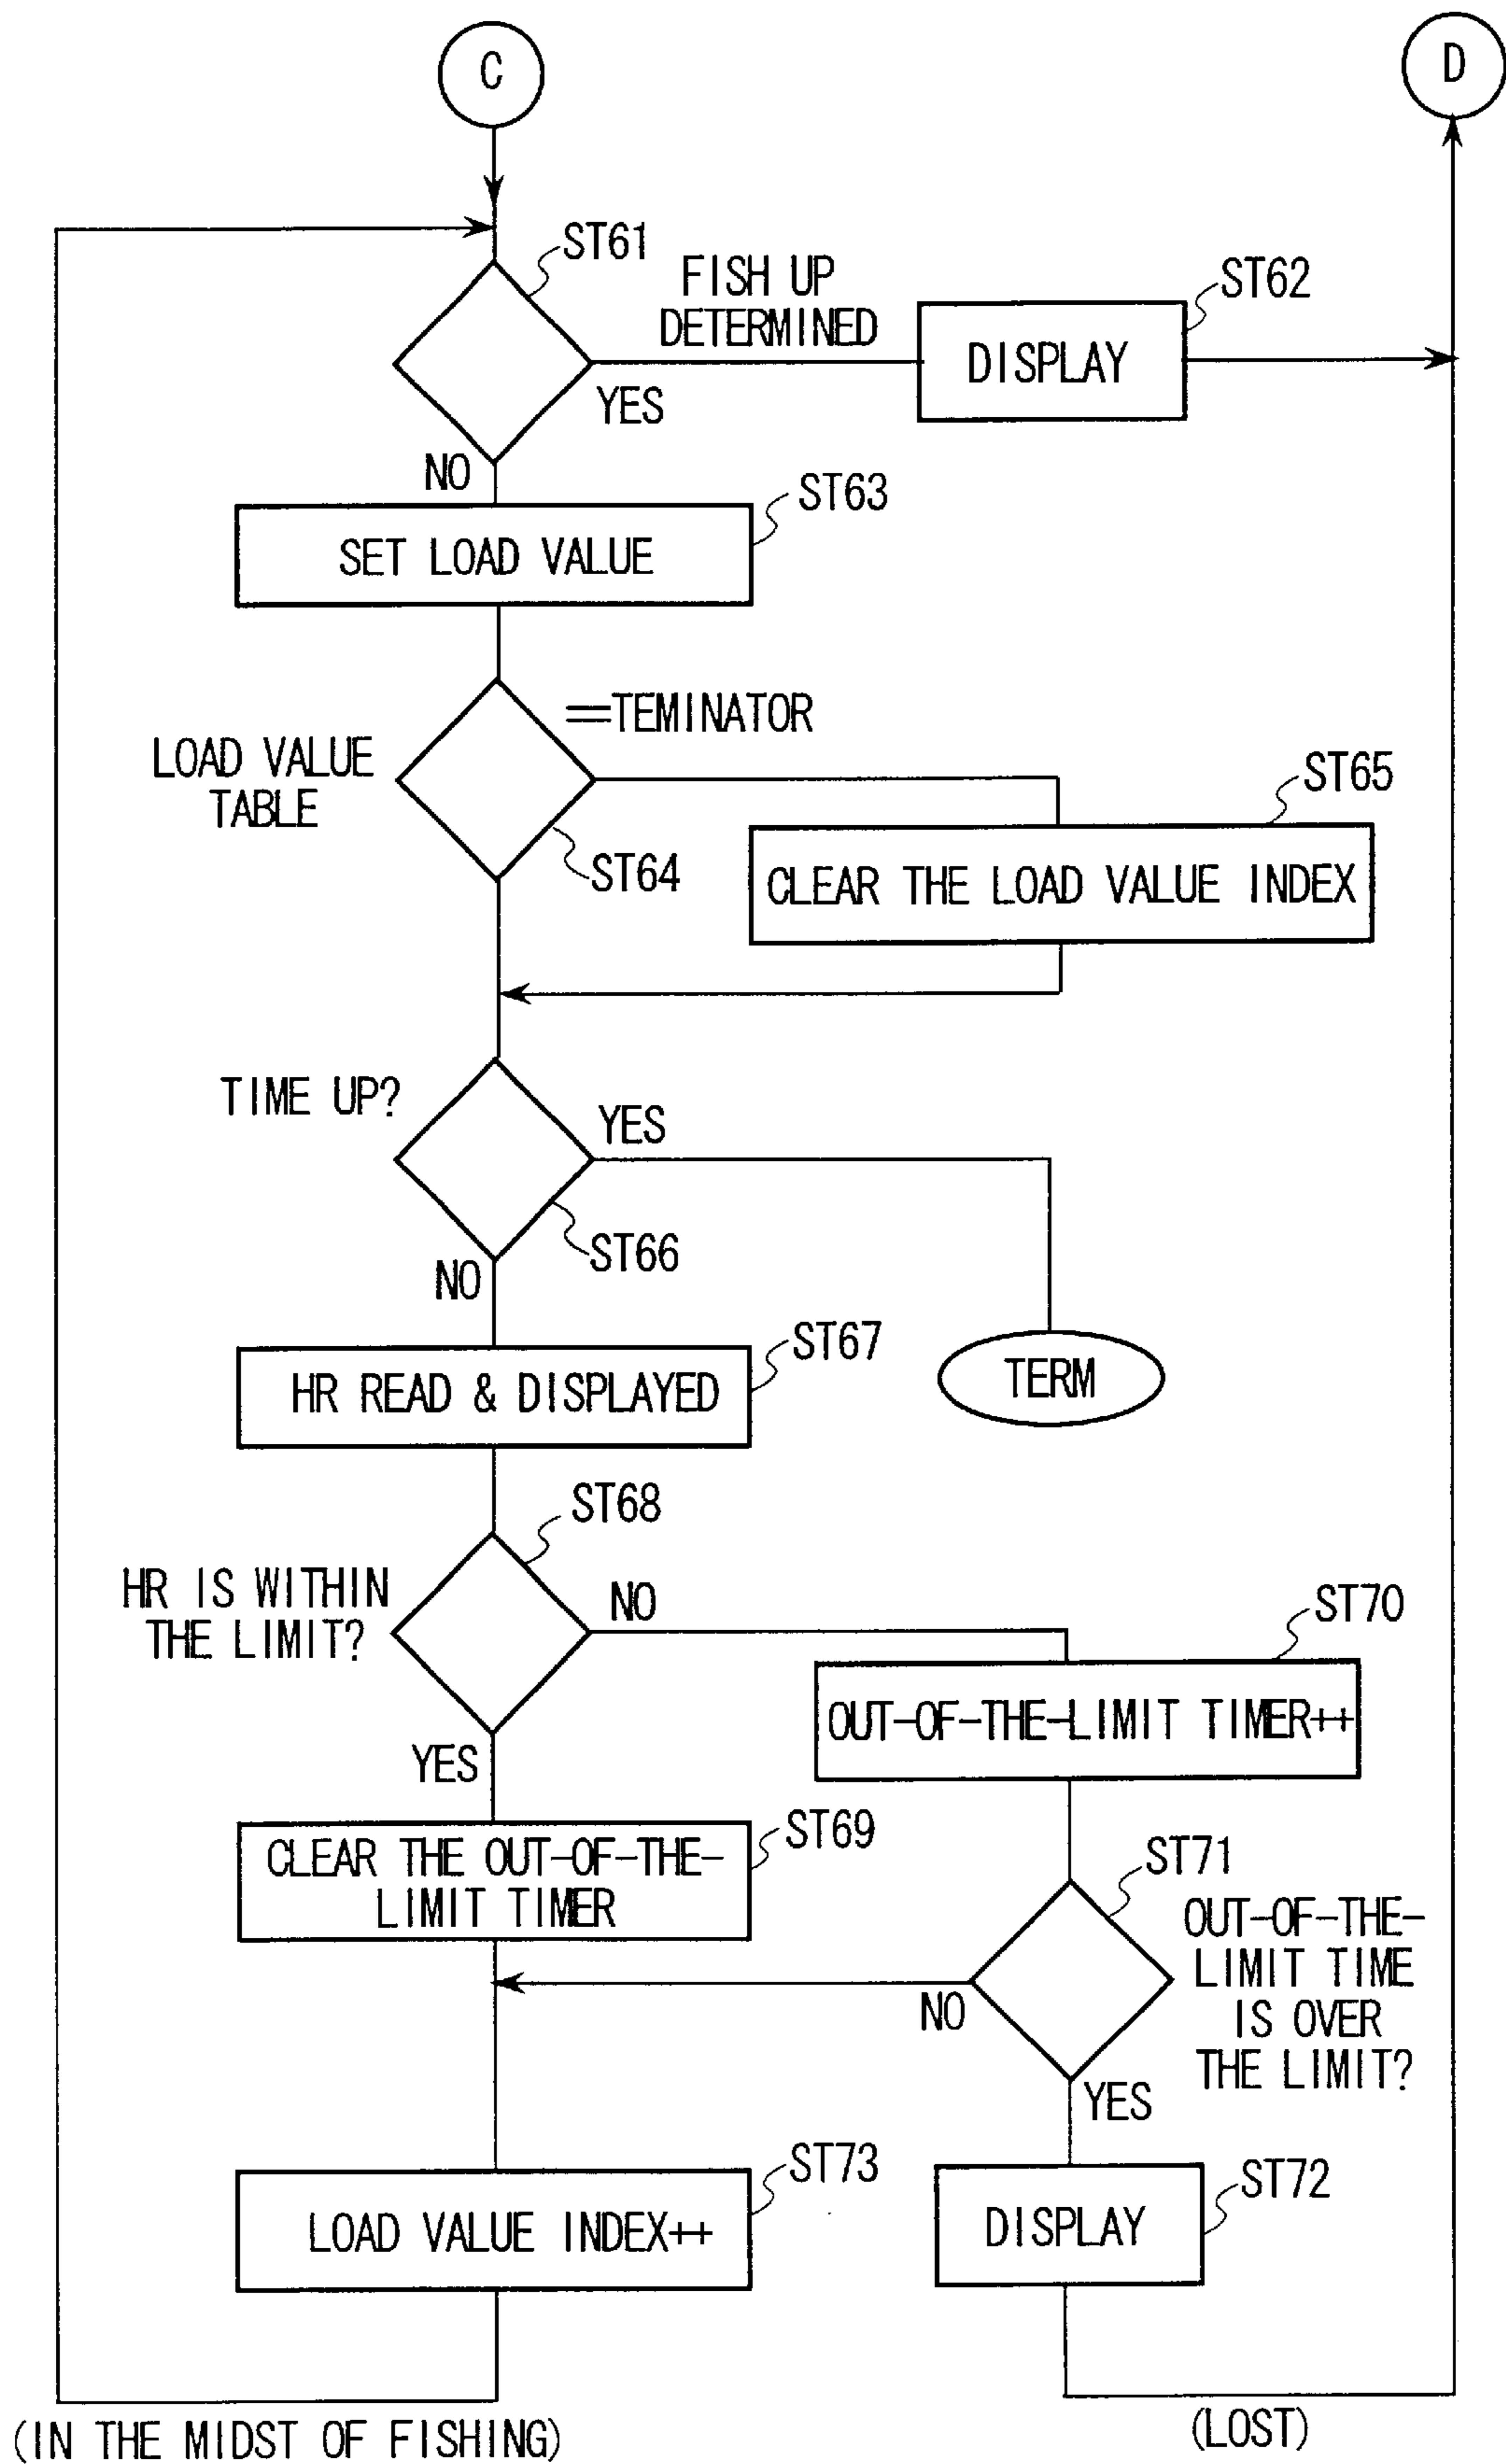 C
D
ST61
FISH UP
DETERMINED
ST62
DISPLAY
YES
NO
ST63
SET LOAD VALUE
==TEMINATOR
LOAD VALUE
TABLE
ST65
ST64
CLEAR THE LOAD VALUE INDEX
TIME UP?
YES
ST66
NO
ST67
HR READ & DISPLAYED
TERM
ST68
HR IS WITHIN
THE LIMIT?
NO
ST70
OUT-OF-THE-LIMIT TIMER++
YES
ST69
CLEAR THE OUT-OF-THE-
LIMIT TIMER
ST71
OUT-OF-THE-
LIMIT TIME
IS OVER
THE LIMIT?
NO
YES
ST73
LOAD VALUE INDEX++
ST72
DISPLAY
(IN THE MIDST OF FISHING)
(LOST)